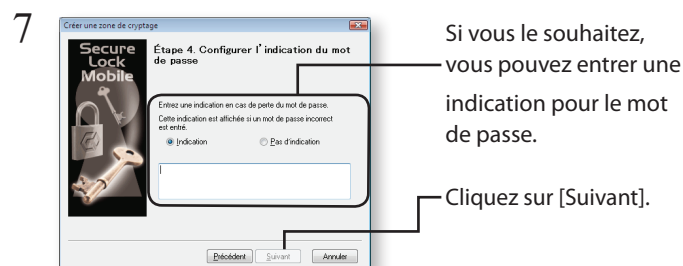 7
Créer une zone de cryptage
Secure
Lock
Mobile
Étape 4. Configurer l'indication du mot
de passe
Entrez une indication en cas de perte du mot de passe.
Cette indication est affichée si un mot de passe incorrect
est entré.
Indication
Pas d'indication
Précédent
Suivant
Annuler
Si vous le souhaitez,
vous pouvez entrer une
indication pour le mot
de passe.
Cliquez sur [Suivant].